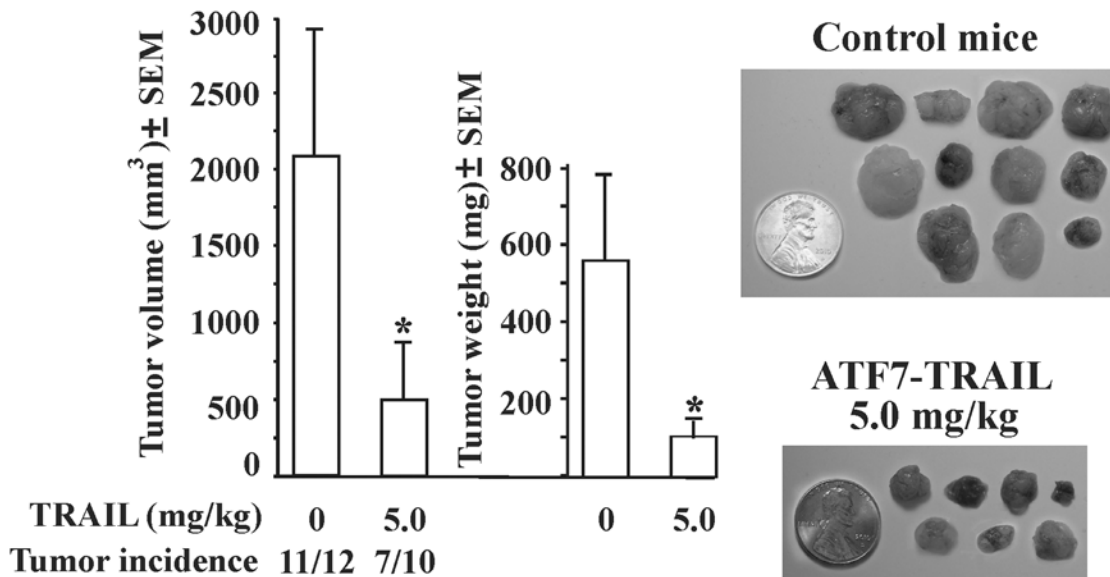 Tumor volume (mm³) ± SEM
3000
2500
2000
1500
1000
500
0
Tumor weight (mg) ± SEM
800
600
400
200
*
*
TRAIL (mg/kg) 0 5.0 0 5.0
Tumor incidence 11/12 7/10
Control mice
ATF7-TRAIL
5.0 mg/kg